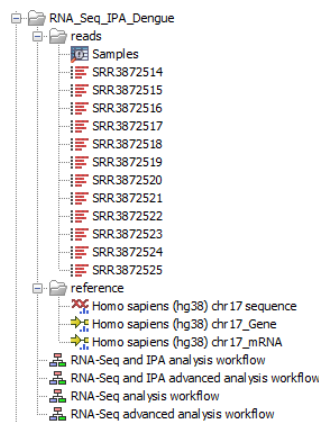 RNA_Seq_IPA_Dengue
reads
Samples
SRR3872514
SRR3872515
SRR3872516
SRR3872517
SRR3872518
SRR3872519
SRR3872520
SRR3872521
SRR3872522
SRR3872523
SRR3872524
SRR3872525
reference
Homo sapiens (hg38) chr17 sequence
Homo sapiens (hg38) chr17_Gene
Homo sapiens (hg38) chr17_mRNA
RNA-Seq and IPA analysis workflow
RNA-Seq and IPA advanced analysis workflow
RNA-Seq analysis workflow
RNA-Seq advanced analysis workflow